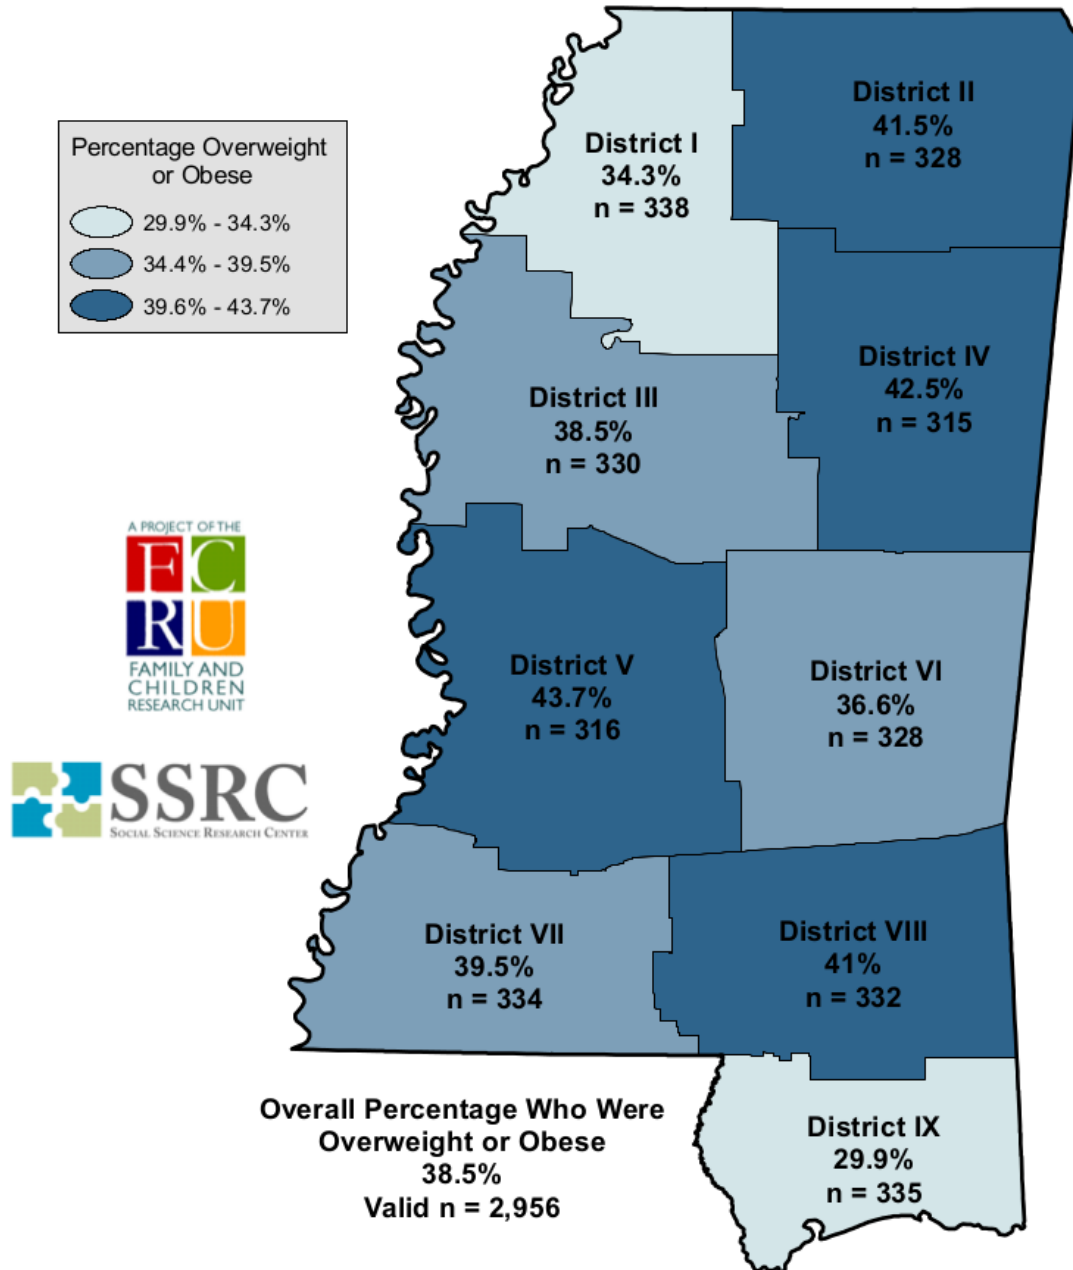 District II
41.5%
n = 328
District I
34.3%
n = 338
Percentage Overweight
or Obese
29.9% - 34.3%
34.4% - 39.5%
39.6% - 43.7%
District IV
42.5%
n = 315
District III
38.5%
n = 330
A PROJECT OF THE
FC
RU
FAMILY AND
CHILDREN
RESEARCH UNIT
District V
43.7%
n = 316
District VI
36.6%
n = 328
SSRC
SOCIAL SCIENCE RESEARCH CENTER
District VII
39.5%
n = 334
District VIII
41%
n = 332
Overall Percentage Who Were
Overweight or Obese
38.5%
Valid n = 2,956
District IX
29.9%
n = 335